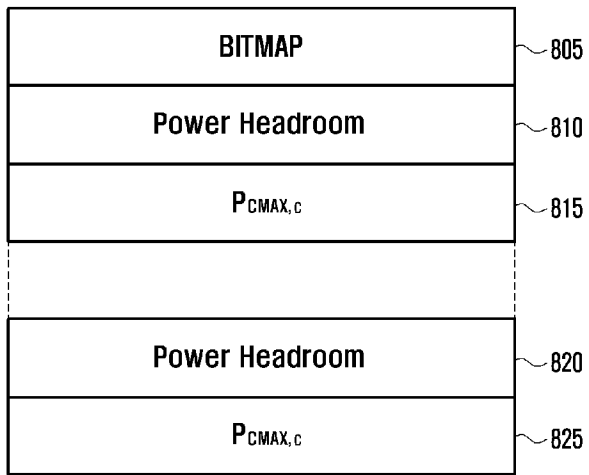 BITMAP 805
Power Headroom 810
PCMAX,c 815
Power Headroom 820
PCMAX,c 825